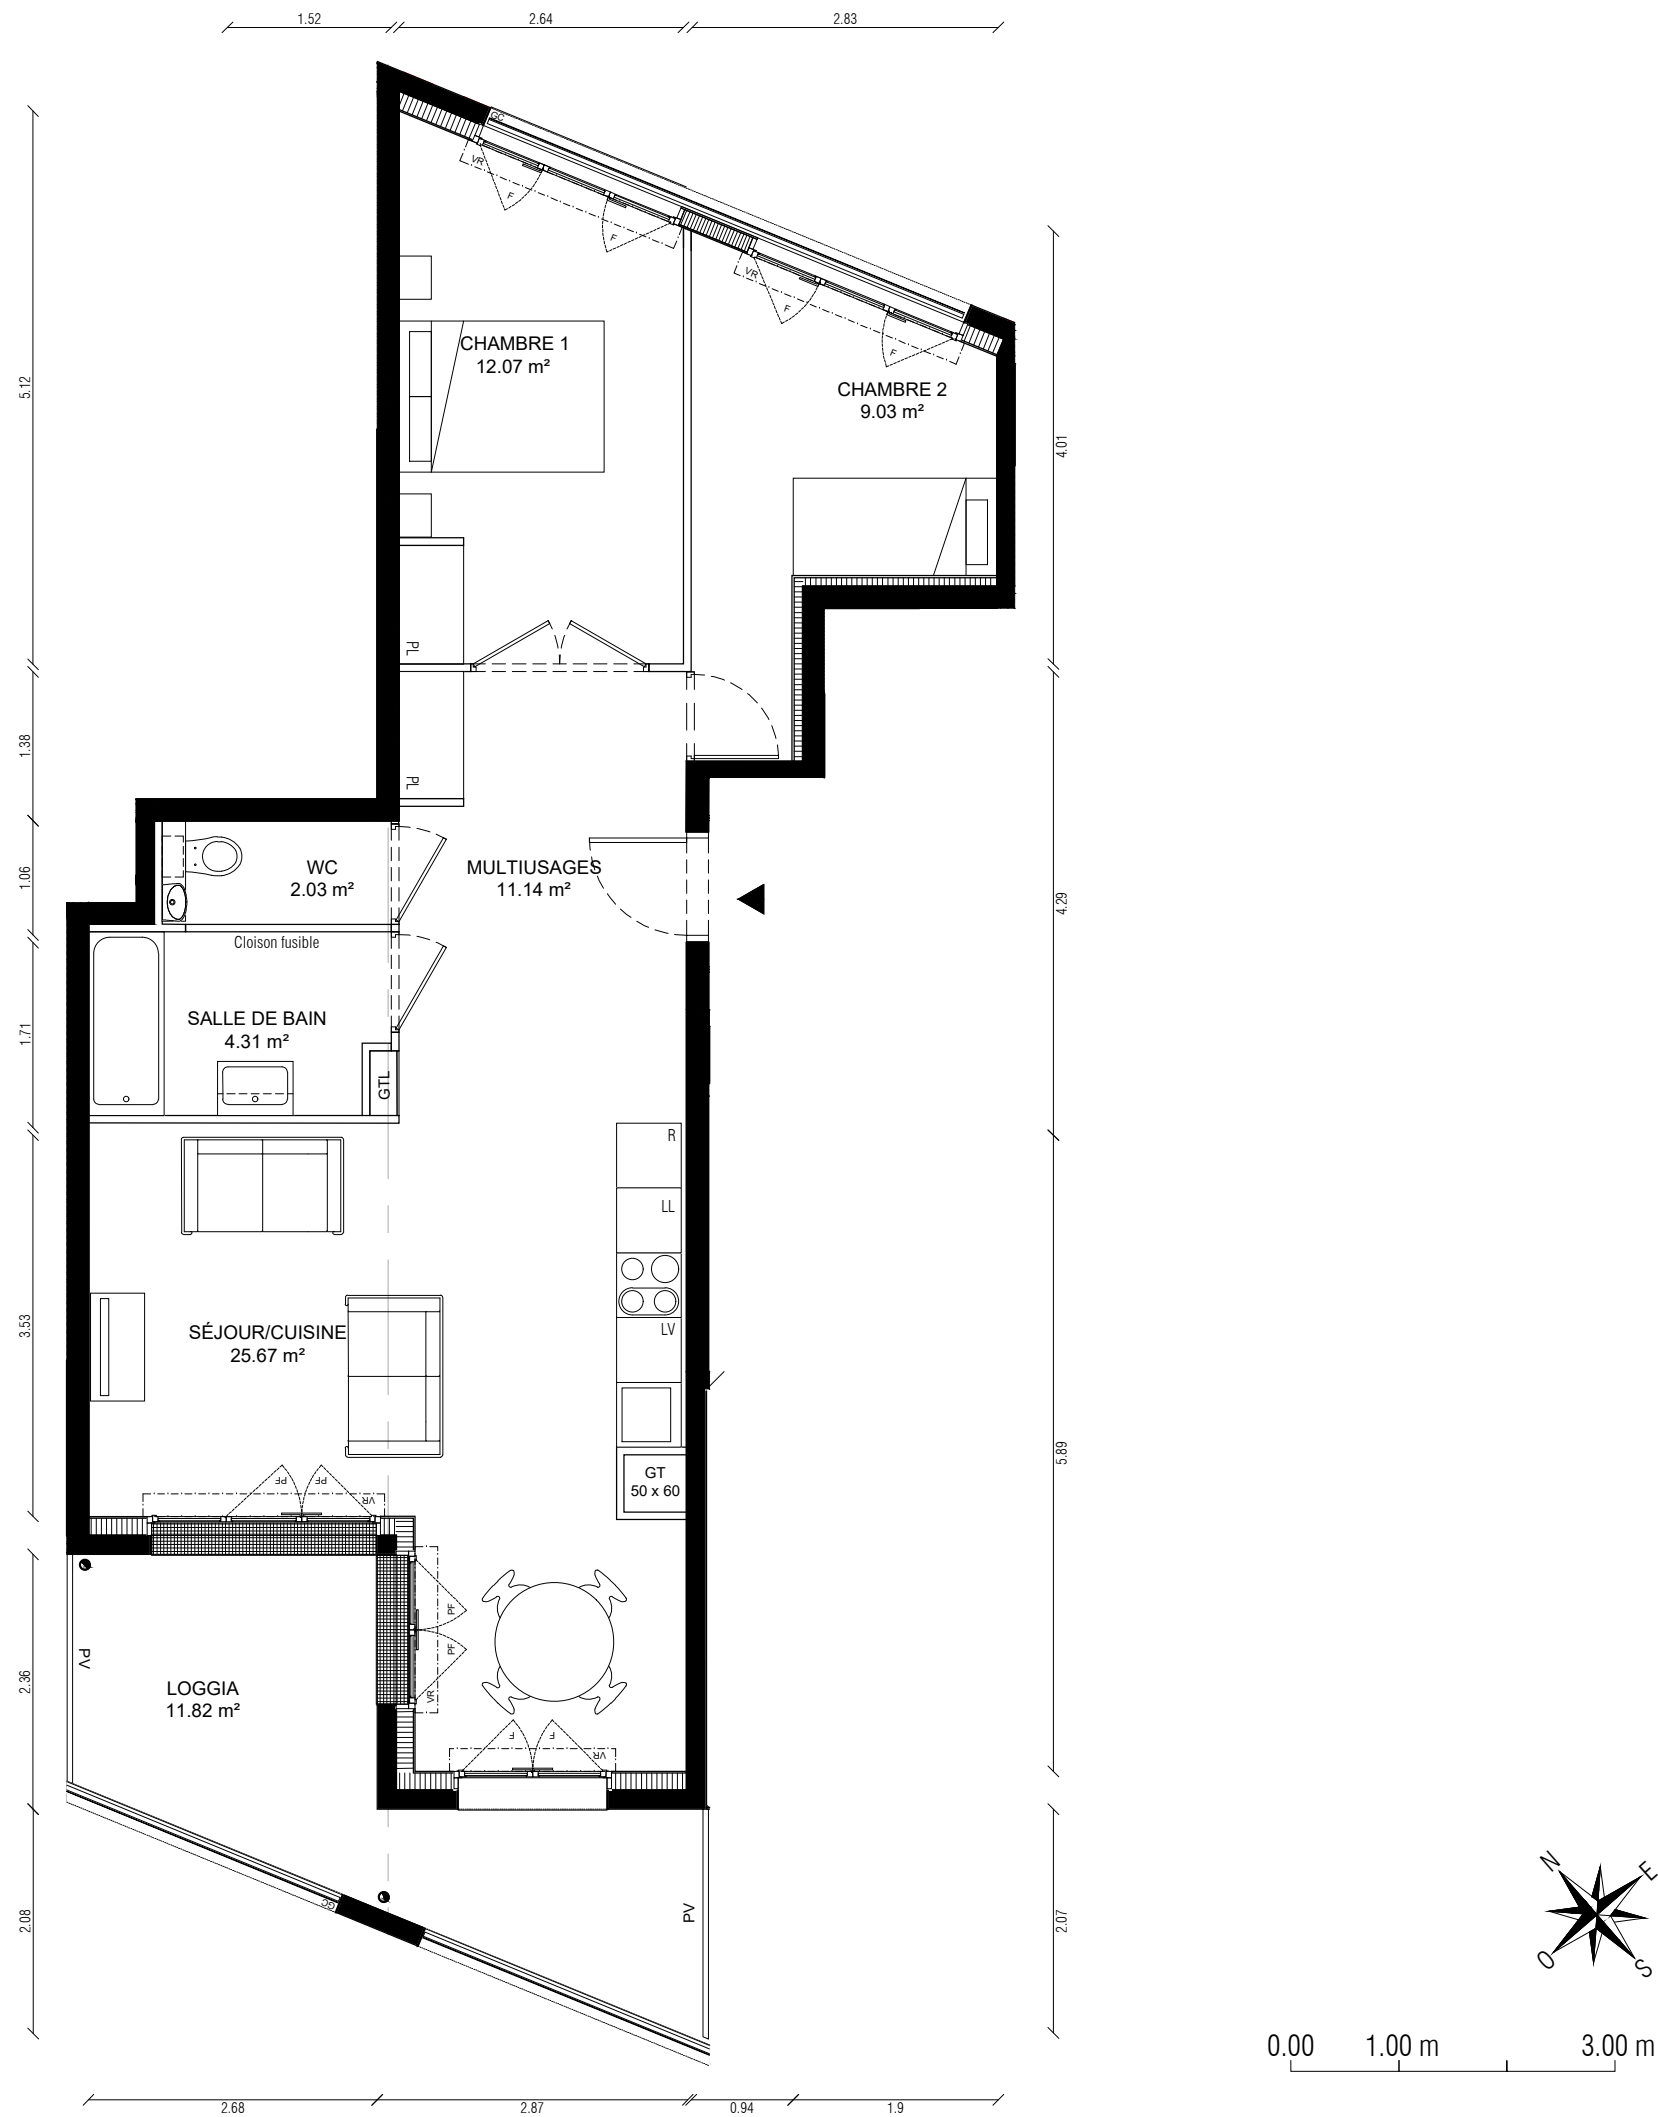 1.52
2.64
2.83
GC
VR
F
F
VR
F
F
CHAMBRE 1
12.07 m²
CHAMBRE 2
9.03 m²
5.12
4.01
PL
PL
1.38
WC
2.03 m²
MULTIUSAGES
11.14 m²
1.06
4.29
Cloison fusible
SALLE DE BAIN
4.31 m²
1.71
GTL
R
LL
LV
SÉJOUR/CUISINE
25.67 m²
3.53
GT
50 x 60
5.89
PF
PF
VR
PF
PF
VR
F
F
VR
PV
LOGGIA
11.82 m²
2.36
GC
PV
2.08
2.07
N
E
O
S
0.00
1.00 m
3.00 m
2.68
2.87
0.94
1.9